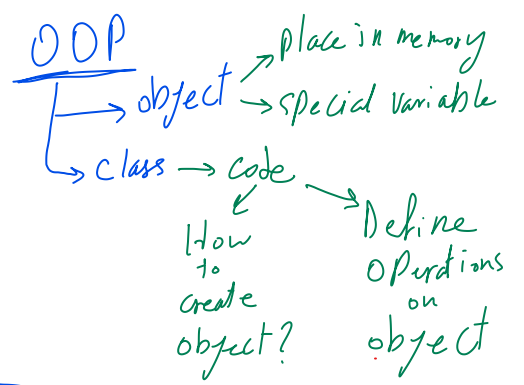 OOP
object
place in memory
special variable
class
code
How
to
create
object?
Define
Operations
on
object